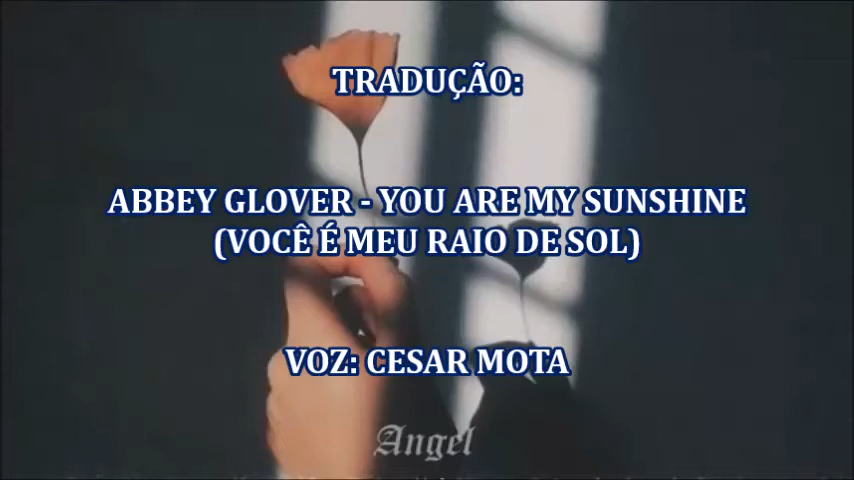 TRADUÇÃO:
ABBEY GLOVER - YOU ARE MY SUNSHINE
(VOCÊ É MEU RAIO DE SOL)
VOZ: CESAR MOTA
Angel